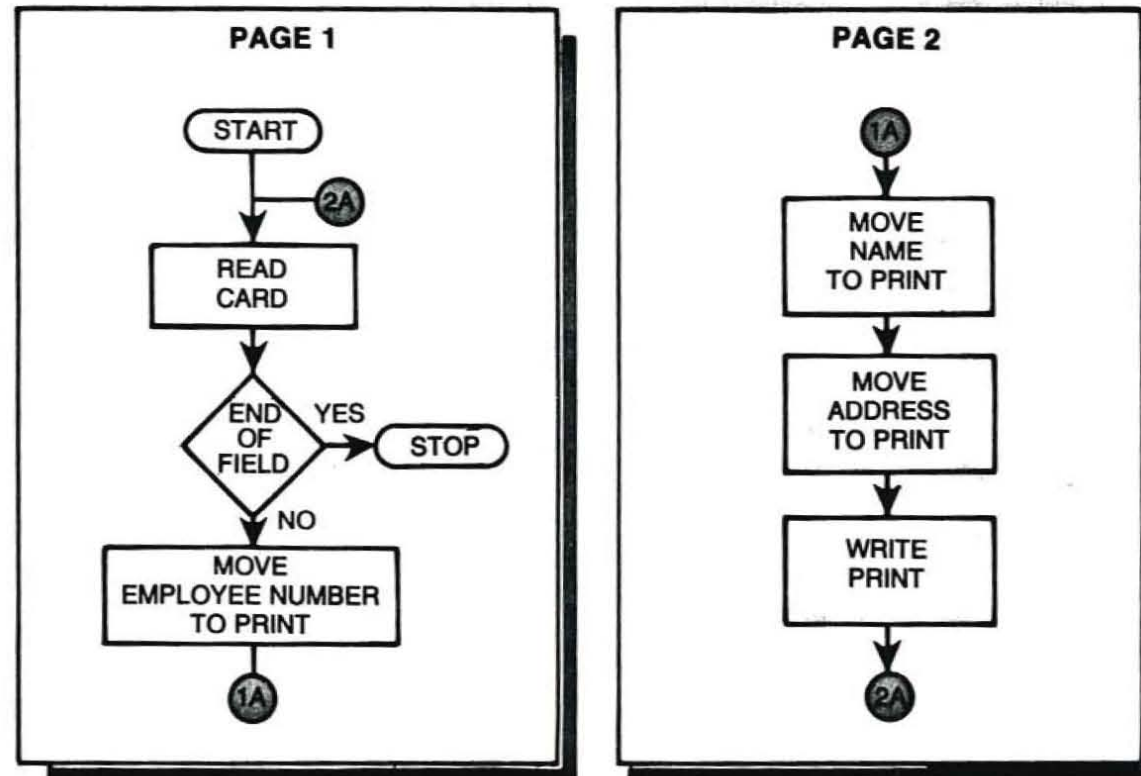 PAGE 1
START
2A
READ
CARD
END
OF
FIELD
YES
STOP
NO
MOVE
EMPLOYEE NUMBER
TO PRINT
1A
PAGE 2
1A
MOVE
NAME
TO PRINT
MOVE
ADDRESS
TO PRINT
WRITE
PRINT
2A